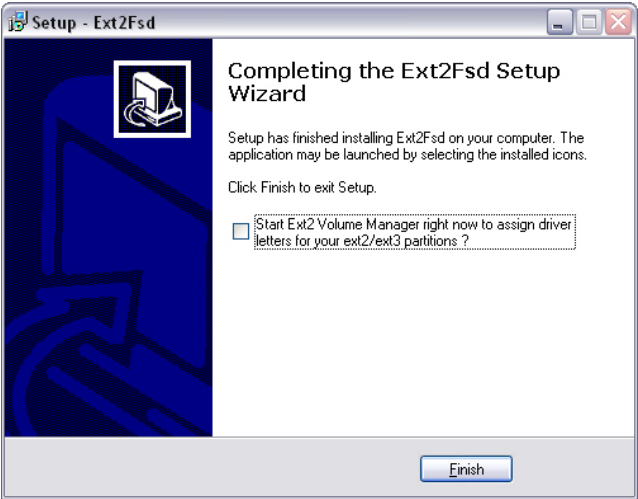 Setup - Ext2Fsd
Completing the Ext2Fsd Setup
Wizard
Setup has finished installing Ext2Fsd on your computer. The
application may be launched by selecting the installed icons.
Click Finish to exit Setup.
Start Ext2 Volume Manager right now to assign driver
letters for your ext2/ext3 partitions ?
Finish